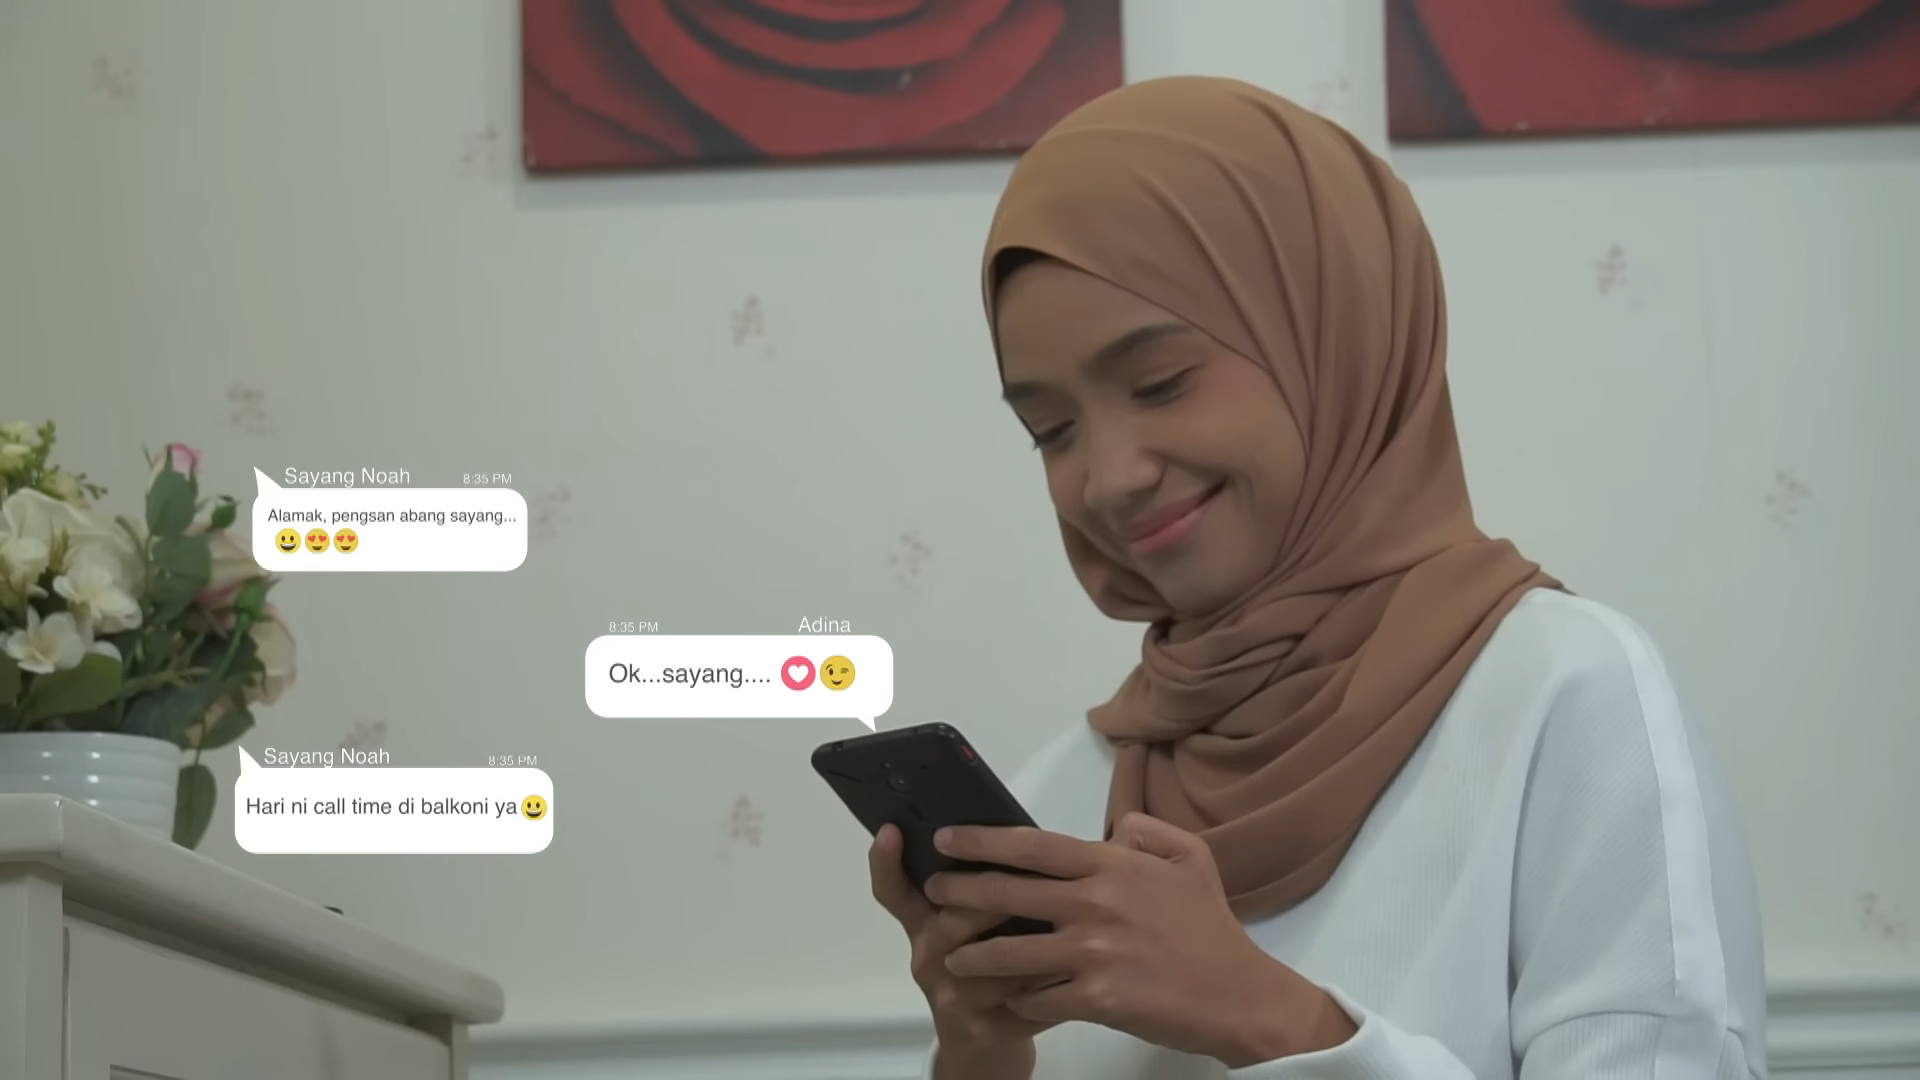 Sayang Noah 8:35 PM
Alamak, pengsan abang sayang...
😀😍😍
8:35 PM Adina
Ok...sayang.... 💟😉
Sayang Noah 8:35 PM
Hari ni call time di balkoni ya😀